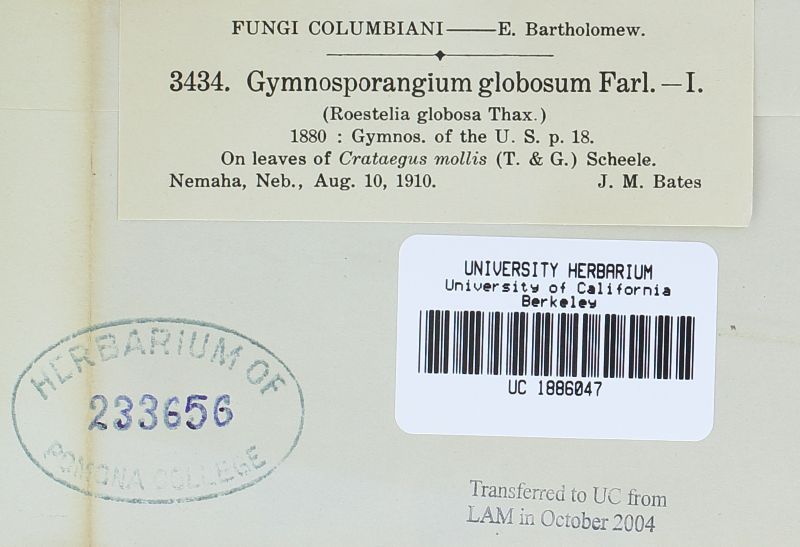 FUNGI COLUMBIANI——E. Bartholomew.
3434. Gymnosporangium globosum Farl. — I.
(Roestelia globosa Thax.)
1880 : Gymnos. of the U. S. p. 18.
On leaves of Crataegus mollis (T. & G.) Scheele.
Nemaha, Neb., Aug. 10, 1910. J. M. Bates
UNIVERSITY HERBARIUM
University of California
Berkeley
UC 1886047
HERBARIUM OF
233656
POMONA COLLEGE
Transferred to UC from
LAM in October 2004